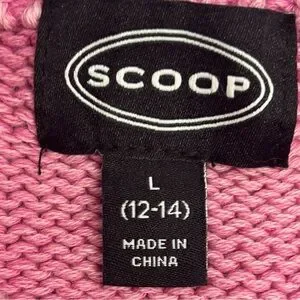 SCOOP
L
(12-14)
MADE IN
CHINA